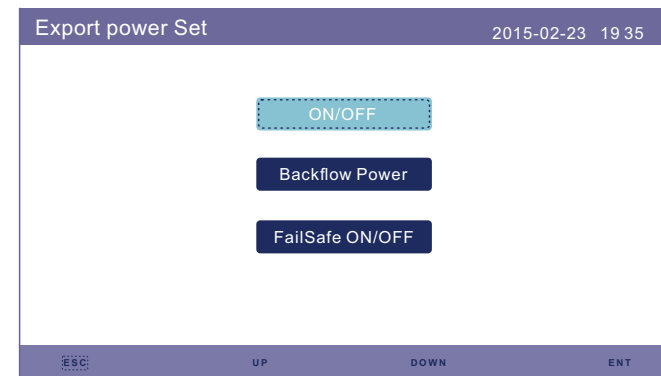 Export power Set 2015-02-23 19 35
ON/OFF
Backflow Power
FailSafe ON/OFF
ESC UP DOWN ENT